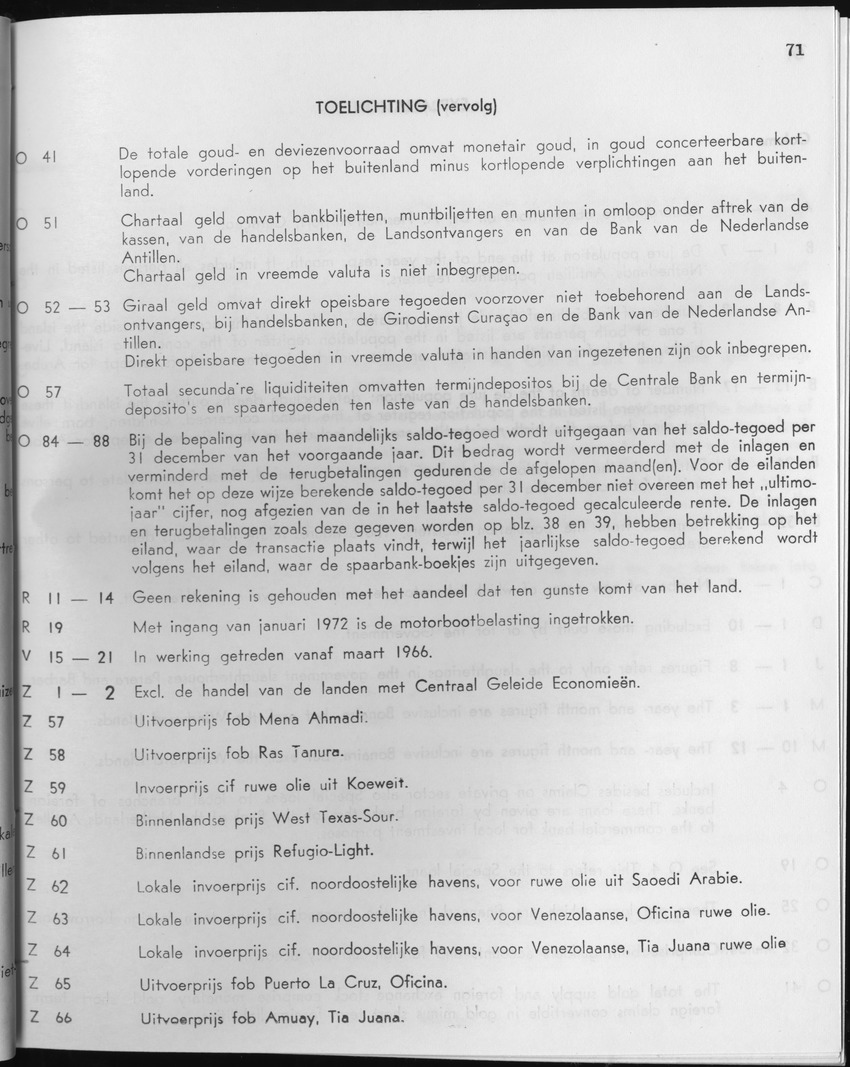 71
TOELICHTING (vervolg)
O 41 De totale goud- en deviezenvoorraad omvat monetair goud, in goud concerteerbare kort-
lopende vorderingen op het buitenland minus kortlopende verplichtingen aan het buiten-
land.
O 51 Chartaal geld omvat bankbiljetten, muntbiljetten en munten in omloop onder aftrek van de
kassen, van de handelsbanken, de Landsontvangers en van de Bank van de Nederlandse
Antillen.
Chartaal geld in vreemde valuta is niet inbegrepen.
O 52 — 53 Giraal geld omvat direkt opeisbare tegoeden voorzover niet toebehorend aan de Lands-
ontvangers, bij handelsbanken, de Girodienst Curaçao en de Bank van de Nederlandse An-
tillen.
Direkt opeisbare tegoeden in vreemde valuta in handen van ingezetenen zijn ook inbegrepen.
O 57 Totaal secunda're liquiditeiten omvatten termijndepositos bij de Centrale Bank en termijn-
deposito's en spaartegoeden ten laste van de handelsbanken.
O 84 — 88 Bij de bepaling van het maandelijks saldo-tegoed wordt uitgegaan van het saldo-tegoed per
31 december van het voorgaande jaar. Dit bedrag wordt vermeerderd met de inlagen en
verminderd met de terugbetalingen gedurende de afgelopen maand(en). Voor de eilanden
komt het op deze wijze berekende saldo-tegoed per 31 december niet overeen met het ,,ultimo-
jaar" cijfer, nog afgezien van de in het laatste saldo-tegoed gecalculeerde rente. De inlagen
en terugbetalingen zoals deze gegeven worden op blz. 38 en 39, hebben betrekking op het
eiland, waar de transactie plaats vindt, terwijl het jaarlijkse saldo-tegoed berekend wordt
volgens het eiland, waar de spaarbank-boekjes zijn uitgegeven.
R 11 — 14 Geen rekening is gehouden met het aandeel dat ten gunste komt van het land.
R 19 Met ingang van januari 1972 is de motorbootbelasting ingetrokken.
V 15 — 21 In werking getreden vanaf maart 1966.
Z 1 — 2 Excl. de handel van de landen met Centraal Geleide Economieën.
Z 57 Uitvoerprijs fob Mena Ahmadi.
Z 58 Uitvoerprijs fob Ras Tanura.
Z 59 Invoerprijs cif ruwe olie uit Koeweit.
Z 60 Binnenlandse prijs West Texas-Sour.
Z 61 Binnenlandse prijs Refugio-Light.
Z 62 Lokale invoerprijs cif. noordoostelijke havens, voor ruwe olie uit Saoedi Arabie.
Z 63 Lokale invoerprijs cif. noordoostelijke havens, voor Venezolaanse, Oficina ruwe olie.
Z 64 Lokale invoerprijs cif. noordoostelijke havens, voor Venezolaanse, Tia Juana ruwe olie
Z 65 Uitvoerprijs fob Puerto La Cruz, Oficina.
Z 66 Uitvoerprijs fob Amuay, Tia Juana.